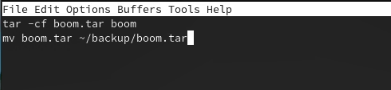 File Edit Options Buffers Tools Help
tar -cf boom.tar boom
mv boom.tar ~/backup/boom.tar